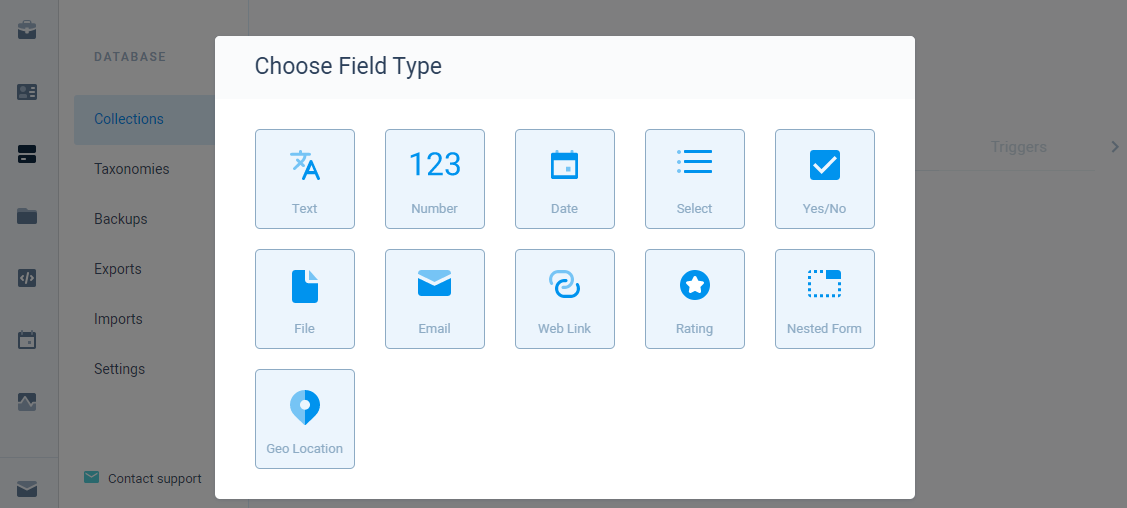 DATABASE
Collections
Taxonomies
Backups
Exports
Imports
Settings
Contact support
Choose Field Type
Text
123
Number
Date
Select
Yes/No
File
Email
Web Link
Rating
Nested Form
Geo Location
Triggers